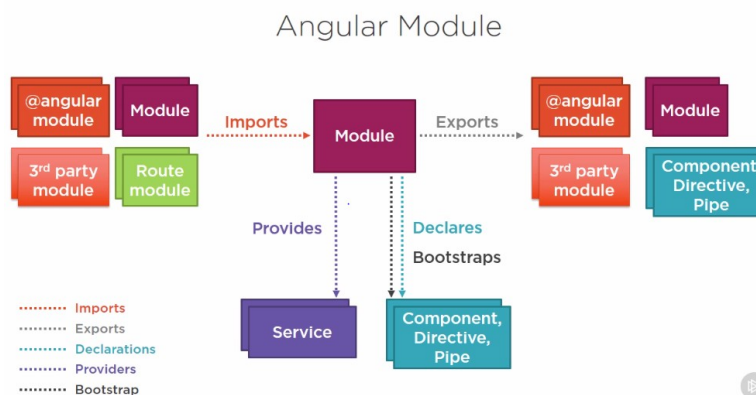 Angular Module
@angular
module
Module
3rd party
module
Route
module
Imports
Module
Exports
@angular
module
Module
3rd party
module
Component,
Directive,
Pipe
Provides
Declares
Bootstraps
Service
Component,
Directive,
Pipe
Imports
Exports
Declarations
Providers
Bootstrap